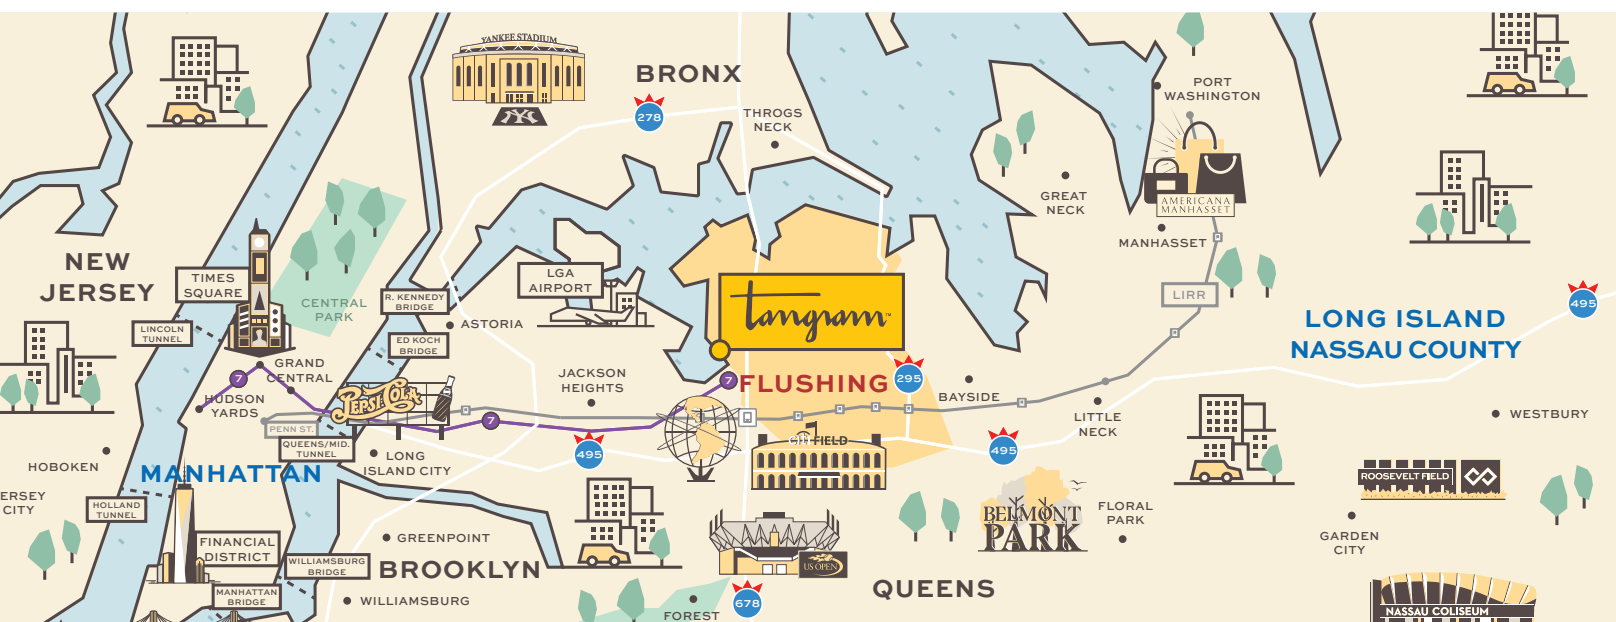 YANKEE STADIUM
BRONX
278
THROGS
NECK
PORT
WASHINGTON
GREAT
NECK
AMERICANA
MANHASSET
MANHASSET
LIRR
NEW
JERSEY
TIMES
SQUARE
LINCOLN
TUNNEL
CENTRAL
PARK
R. KENNEDY
BRIDGE
ED KOCH
BRIDGE
ASTORIA
LGA
AIRPORT
tangram™
LONG ISLAND
NASSAU COUNTY
495
GRAND
CENTRAL
7
HUDSON
YARDS
PENN ST.
PEPSI-COLA
7
JACKSON
HEIGHTS
7
FLUSHING
295
BAYSIDE
LITTLE
NECK
WESTBURY
QUEENS/MID.
TUNNEL
LONG
ISLAND CITY
495
Citi FIELD
495
HOBOKEN
MANHATTAN
ERSEY
CITY
HOLLAND
TUNNEL
FINANCIAL
DISTRICT
GREENPOINT
WILLIAMSBURG
BRIDGE
BROOKLYN
MANHATTAN
BRIDGE
WILLIAMSBURG
US OPEN
678
FOREST
QUEENS
BELMONT
PARK
FLORAL
PARK
ROOSEVELT FIELD
GARDEN
CITY
NASSAU COLISEUM